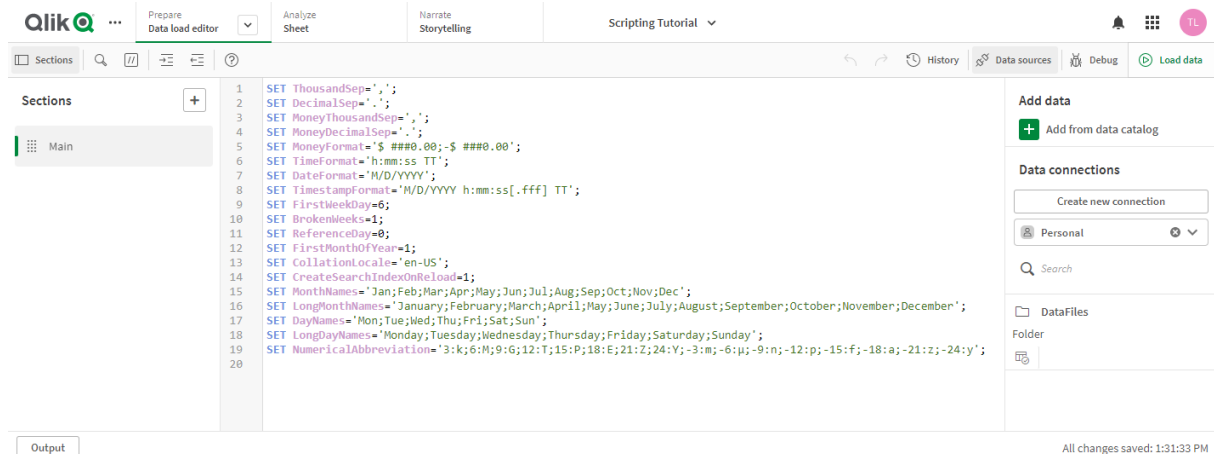 Qlik
Prepare
Data load editor
Analyze
Sheet
Narrate
Storytelling
Scripting Tutorial
TL
Sections
//
?
History
Data sources
Debug
Load data
Sections
+
Main
1 SET ThousandSep=',';
2 SET DecimalSep='.';
3 SET MoneyThousandSep=',';
4 SET MoneyDecimalSep='.';
5 SET MoneyFormat='$ ###0.00;-$ ###0.00';
6 SET TimeFormat='h:mm:ss TT';
7 SET DateFormat='M/D/YYYY';
8 SET TimestampFormat='M/D/YYYY h:mm:ss[.fff] TT';
9 SET FirstWeekDay=6;
10 SET BrokenWeeks=1;
11 SET ReferenceDay=0;
12 SET FirstMonthOfYear=1;
13 SET CollationLocale='en-US';
14 SET CreateSearchIndexOnReload=1;
15 SET MonthNames='Jan;Feb;Mar;Apr;May;Jun;Jul;Aug;Sep;Oct;Nov;Dec';
16 SET LongMonthNames='January;February;March;April;May;June;July;August;September;October;November;December';
17 SET DayNames='Mon;Tue;Wed;Thu;Fri;Sat;Sun';
18 SET LongDayNames='Monday;Tuesday;Wednesday;Thursday;Friday;Saturday;Sunday';
19 SET NumericalAbbreviation='3:k;6:M;9:G;12:T;15:P;18:E;21:Z;24:Y;-3:m;-6:μ;-9:n;-12:p;-15:f;-18:a;-21:z;-24:y';
20
Add data
Add from data catalog
Data connections
Create new connection
Personal
Search
DataFiles
Folder
Output
All changes saved: 1:31:33 PM